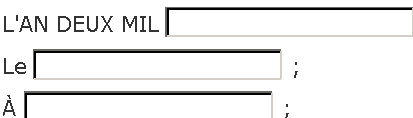 L'AN DEUX MIL
Le ;
À ;